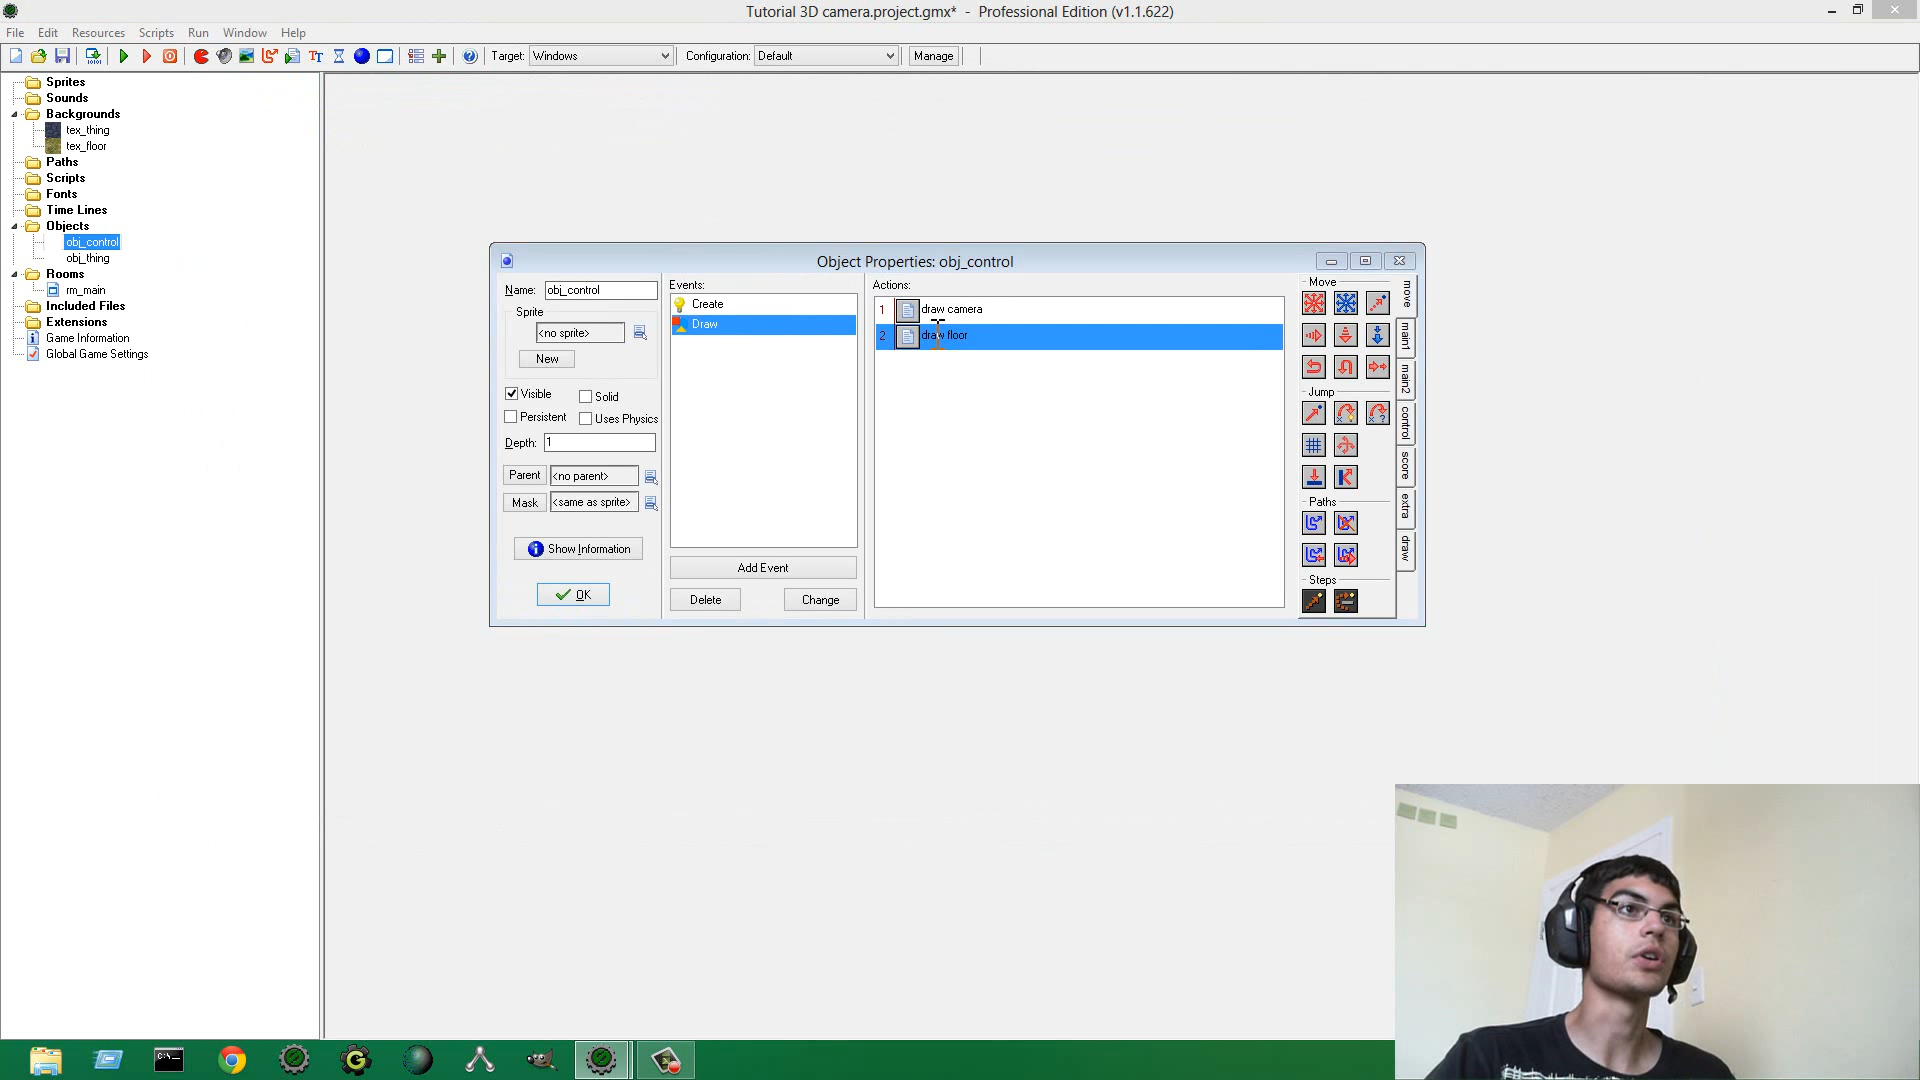 Tutorial 3D camera.project.gmx* - Professional Edition (v1.1.622)
File Edit Resources Scripts Run Window Help
Target: Windows Configuration: Default Manage
Sprites
Sounds
Backgrounds
tex_thing
tex_floor
Paths
Scripts
Fonts
Time Lines
Objects
obj_control
obj_thing
Rooms
rm_main
Included Files
Extensions
Game Information
Global Game Settings
Object Properties: obj_control
Name: obj_control
Sprite
<no sprite>
New
Visible Solid
Persistent Uses Physics
Depth: 1
Parent <no parent>
Mask <same as sprite>
Show Information
OK
Events:
Create
Draw
Add Event
Delete Change
Actions:
1 draw camera
2 draw floor
Move
Jump
Paths
Steps
move
main1
main2
control
score
extra
draw